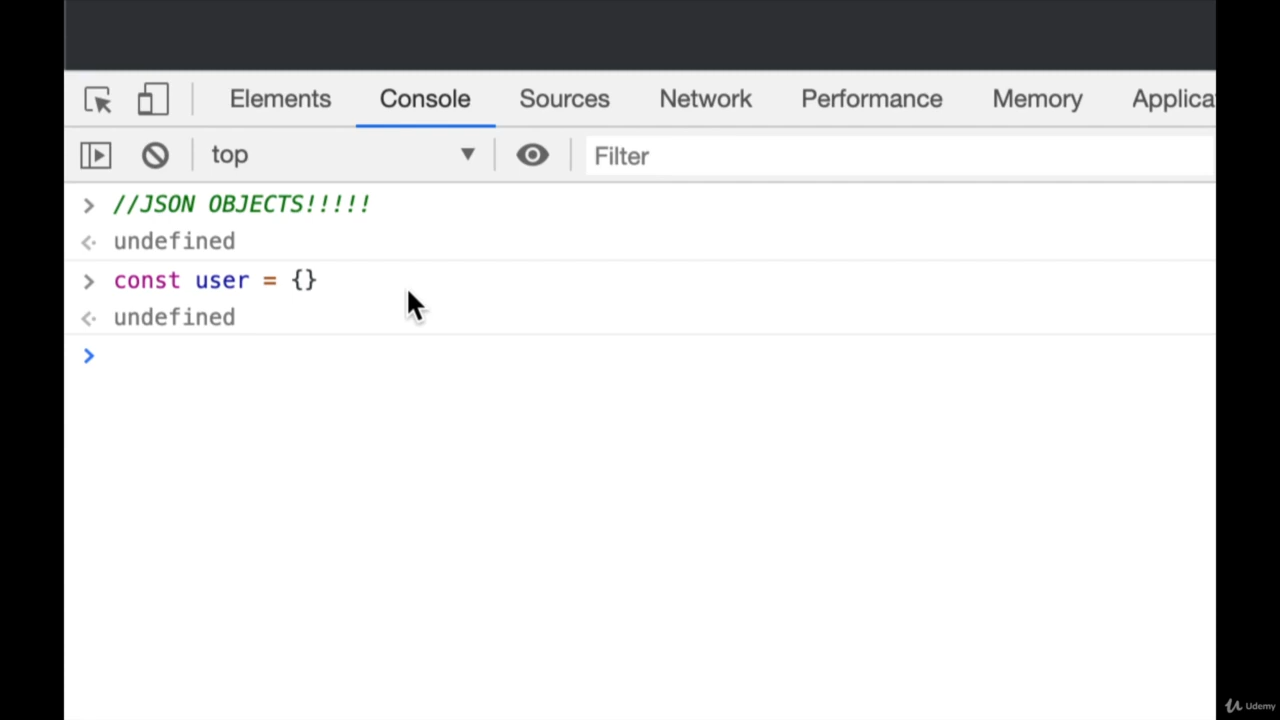 Elements Console Sources Network Performance Memory Applica
top Filter
//JSON OBJECTS!!!!!
undefined
const user = {}
undefined
Udemy